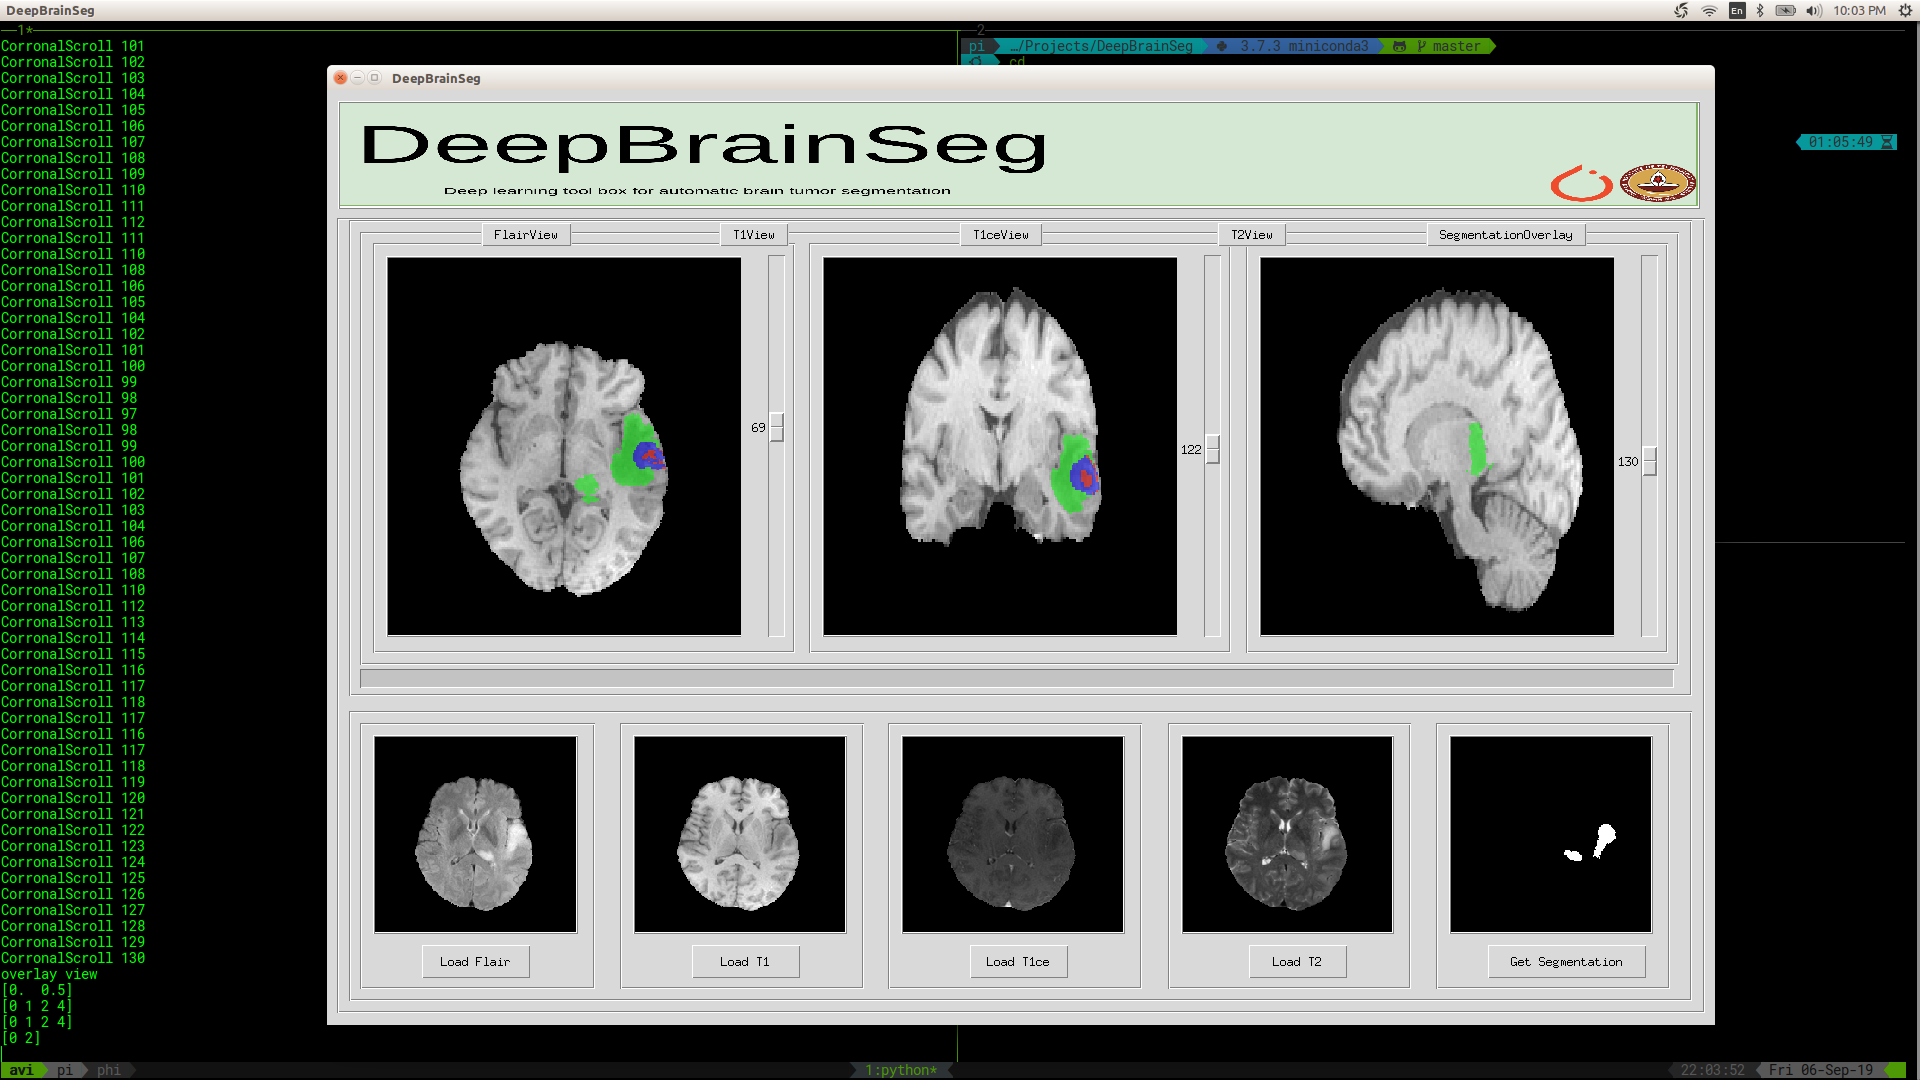 DeepBrainSeg
En
10:03 PM
1*
CorronalScroll 101
CorronalScroll 102
CorronalScroll 103
CorronalScroll 104
CorronalScroll 105
CorronalScroll 106
CorronalScroll 107
CorronalScroll 108
CorronalScroll 109
CorronalScroll 110
CorronalScroll 111
CorronalScroll 112
CorronalScroll 111
CorronalScroll 110
CorronalScroll 108
CorronalScroll 106
CorronalScroll 105
CorronalScroll 104
CorronalScroll 102
CorronalScroll 101
CorronalScroll 100
CorronalScroll 99
CorronalScroll 98
CorronalScroll 97
CorronalScroll 98
CorronalScroll 99
CorronalScroll 100
CorronalScroll 101
CorronalScroll 102
CorronalScroll 103
CorronalScroll 104
CorronalScroll 106
CorronalScroll 107
CorronalScroll 108
CorronalScroll 110
CorronalScroll 112
CorronalScroll 113
CorronalScroll 114
CorronalScroll 115
CorronalScroll 116
CorronalScroll 117
CorronalScroll 118
CorronalScroll 117
CorronalScroll 116
CorronalScroll 117
CorronalScroll 118
CorronalScroll 119
CorronalScroll 120
CorronalScroll 121
CorronalScroll 122
CorronalScroll 123
CorronalScroll 124
CorronalScroll 125
CorronalScroll 126
CorronalScroll 127
CorronalScroll 128
CorronalScroll 129
CorronalScroll 130
overlay view
[0.  0.5]
[0 1 2 4]
[0 1 2 4]
[0 2]
2
pi …/Projects/DeepBrainSeg 3.7.3 miniconda3 master
cd
01:05:49
DeepBrainSeg
DeepBrainSeg
Deep learning tool box for automatic brain tumor segmentation
FlairView T1View T1ceView T2View SegmentationOverlay
69
122
130
Load Flair
Load T1
Load T1ce
Load T2
Get Segmentation
avi pi phi 1:python* 22:03:52 Fri 06-Sep-19